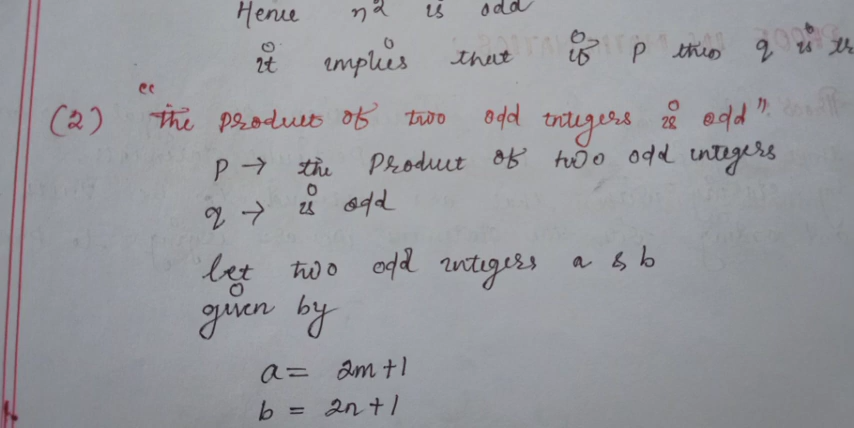 Hence n² is odd
it implies that if p then q is
(2) "the product of two odd integers is odd".
p → the product of two odd integers
q → is odd
let two odd integers a & b
given by
a = 2m+1
b = 2n+1